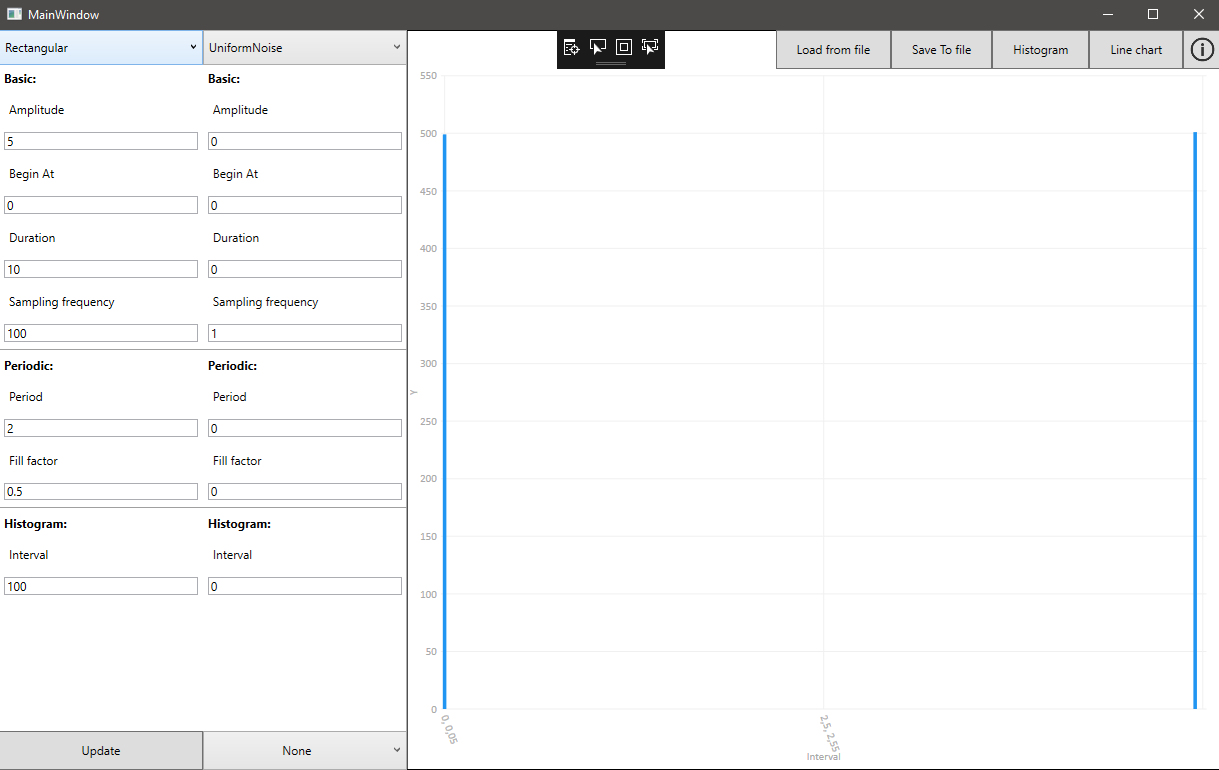 MainWindow
Rectangular UniformNoise
Load from file Save To file Histogram Line chart
Basic: Basic:
Amplitude Amplitude
5 0
Begin At Begin At
0 0
Duration Duration
10 0
Sampling frequency Sampling frequency
100 1
Periodic: Periodic:
Period Period
2 0
Fill factor Fill factor
0.5 0
Histogram: Histogram:
Interval Interval
100 0
Update None
550
500
450
400
350
300
250
200
150
100
50
0
Y
0, 0,05 2,5, 2,55
Interval